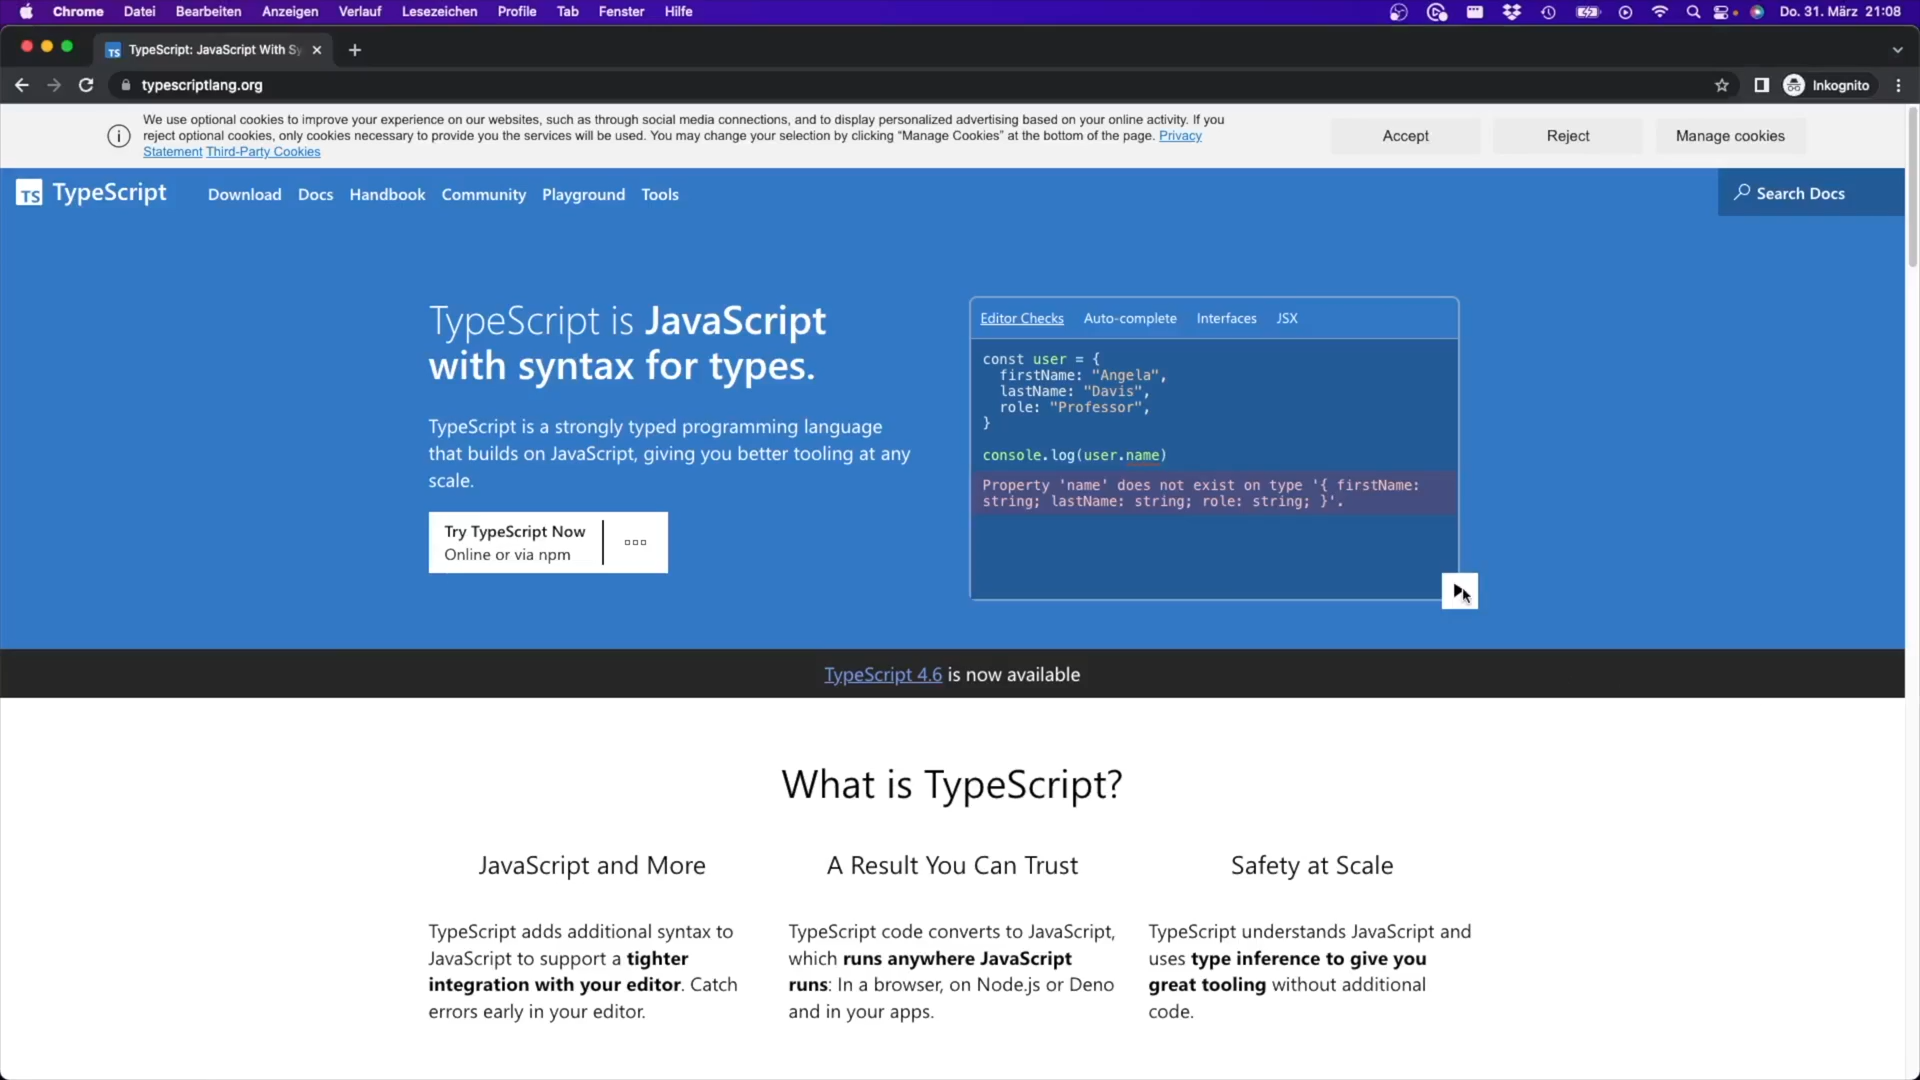 Chrome Datei Bearbeiten Anzeigen Verlauf Lesezeichen Profile Tab Fenster Hilfe Do. 31. März 21:08
TS TypeScript: JavaScript With Sy
typescriptlang.org Inkognito
We use optional cookies to improve your experience on our websites, such as through social media connections, and to display personalized advertising based on your online activity. If you
reject optional cookies, only cookies necessary to provide you the services will be used. You may change your selection by clicking “Manage Cookies” at the bottom of the page. Privacy
Statement Third-Party Cookies
Accept Reject Manage cookies
TS TypeScript Download Docs Handbook Community Playground Tools Search Docs
TypeScript is JavaScript
with syntax for types.
TypeScript is a strongly typed programming language
that builds on JavaScript, giving you better tooling at any
scale.
Try TypeScript Now
Online or via npm
Editor Checks Auto-complete Interfaces JSX
const user = {
firstName: "Angela",
lastName: "Davis",
role: "Professor",
}
console.log(user.name)
Property 'name' does not exist on type '{ firstName:
string; lastName: string; role: string; }'.
TypeScript 4.6 is now available
What is TypeScript?
JavaScript and More
TypeScript adds additional syntax to
JavaScript to support a tighter
integration with your editor. Catch
errors early in your editor.
A Result You Can Trust
TypeScript code converts to JavaScript,
which runs anywhere JavaScript
runs: In a browser, on Node.js or Deno
and in your apps.
Safety at Scale
TypeScript understands JavaScript and
uses type inference to give you
great tooling without additional
code.